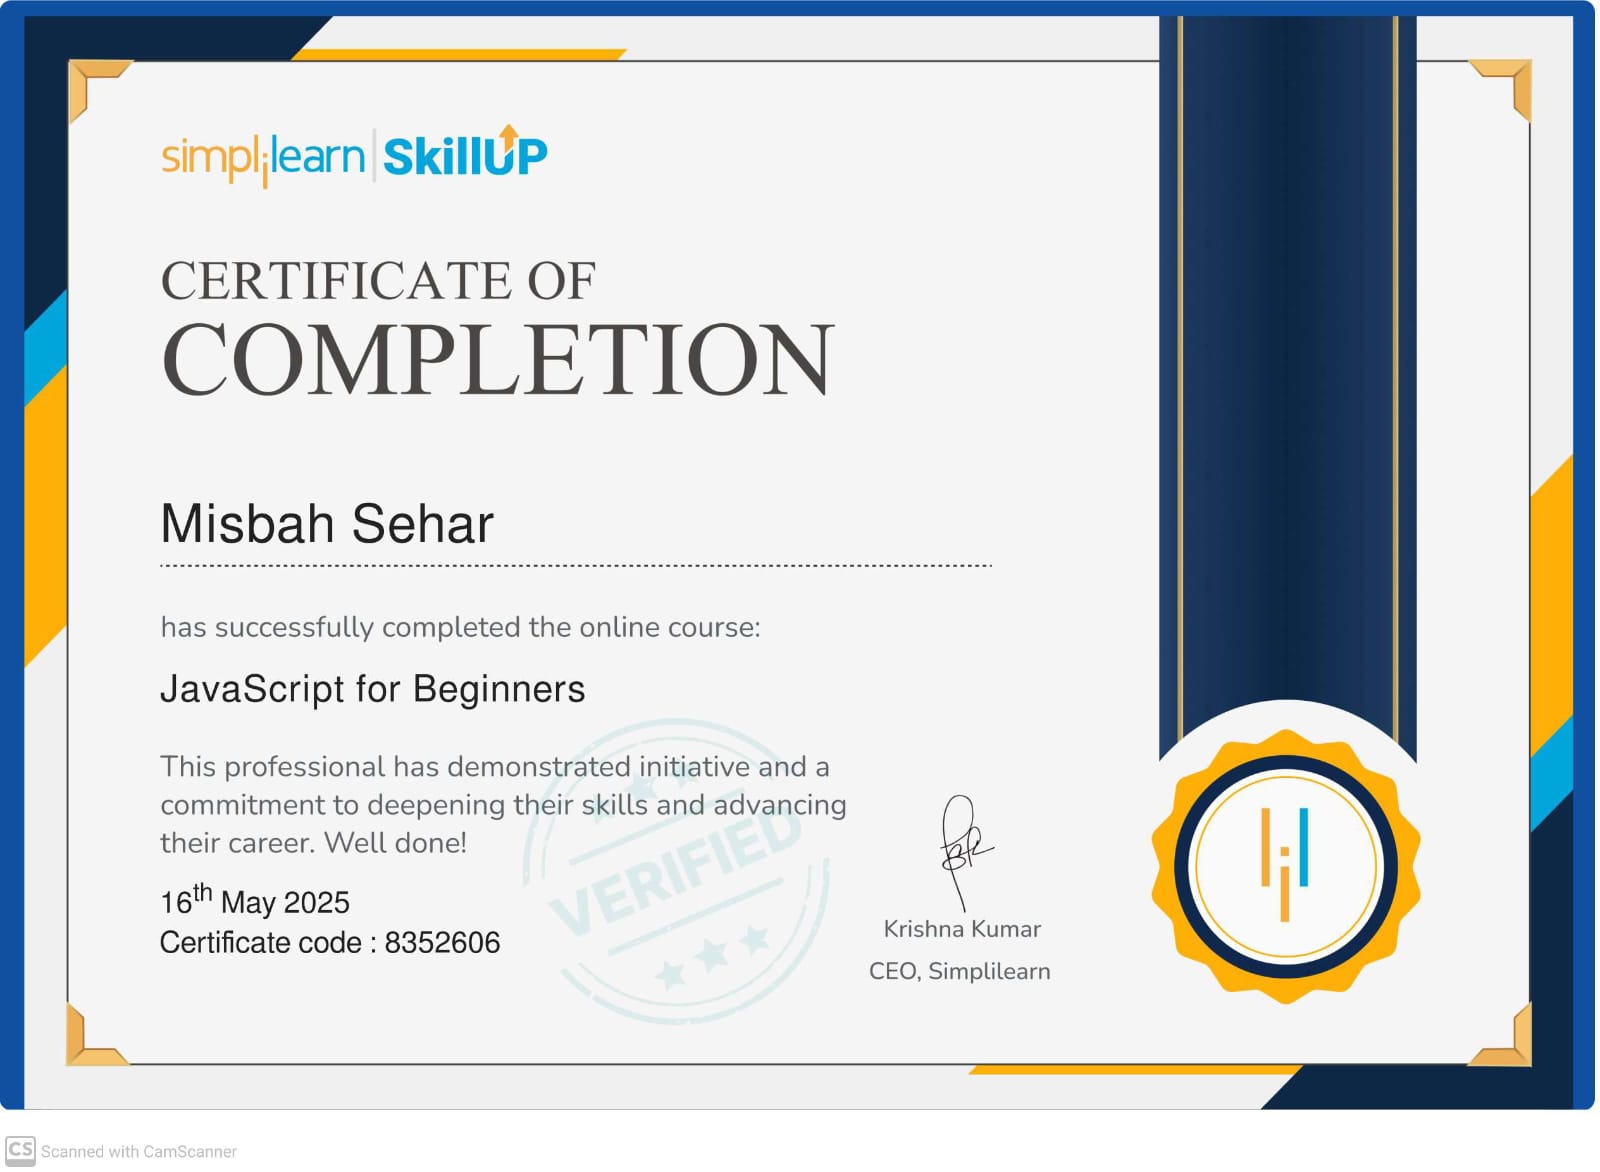 simplilearn | SkillUP
CERTIFICATE OF
COMPLETION
Misbah Sehar
has successfully completed the online course:
JavaScript for Beginners
This professional has demonstrated initiative and a
commitment to deepening their skills and advancing
their career. Well done!
VERIFIED
16th May 2025
Certificate code : 8352606
Krishna Kumar
CEO, Simplilearn
CS Scanned with CamScanner